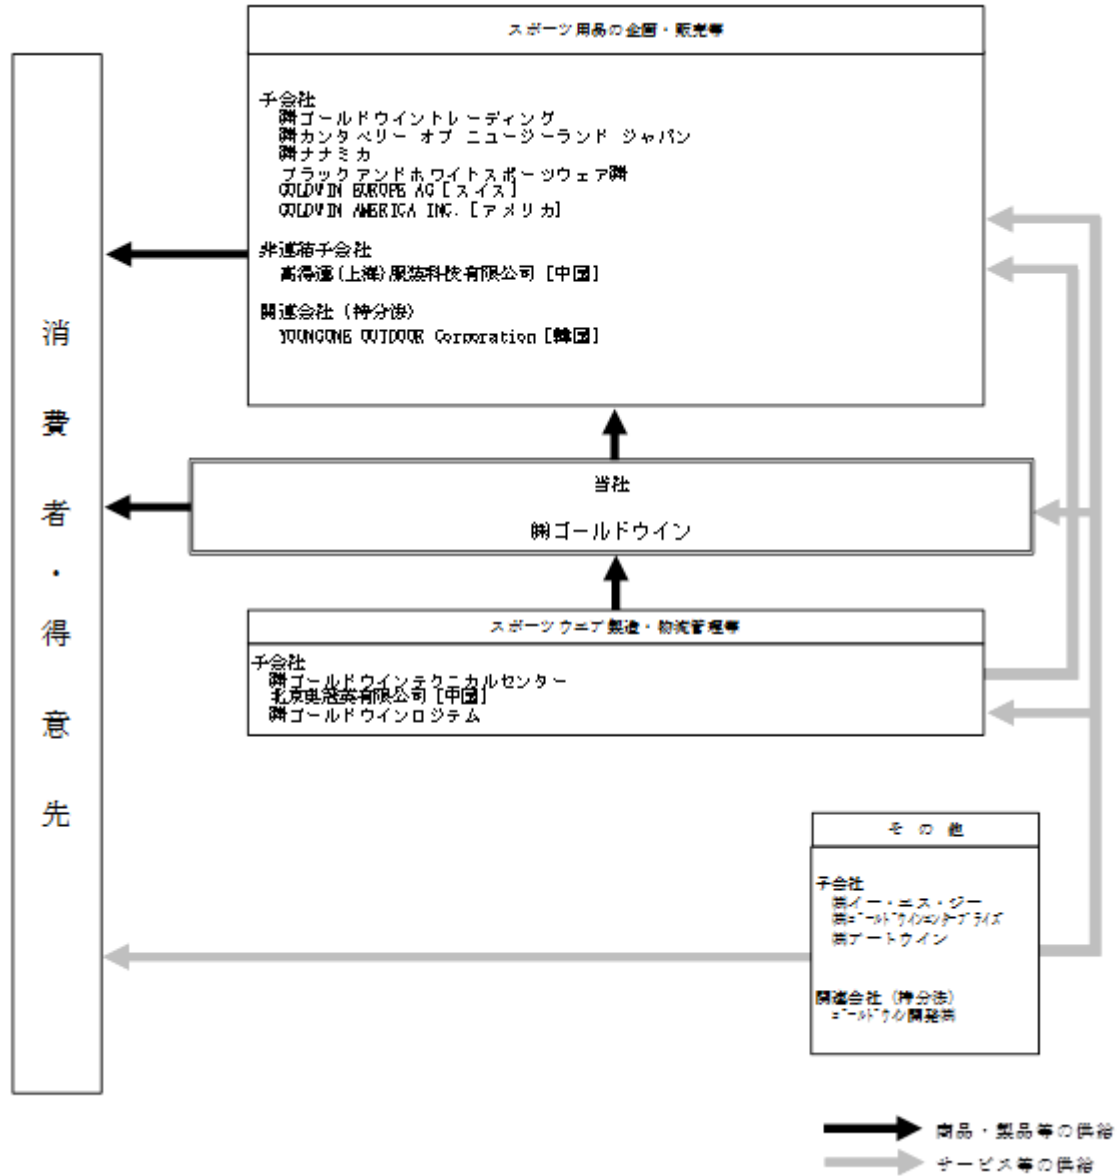 スポーツ用品の企画・販売等
子会社
㈱ゴールドウイントレーディング
㈱カンタベリー オブ ニュージーランド ジャパン
㈱ナナミカ
ブラックアンドホワイトスポーツウェア㈱
GOLDWIN EUROPE AG [スイス]
GOLDWIN AMERICA INC. [アメリカ]
非連結子会社
高得運(上海)服装科技有限公司 [中国]
関連会社 (持分法)
YOUNGONE OUTDOOR Corporation [韓国]
消費者・得意先
当社
㈱ゴールドウイン
スポーツウエア製造・物流管理等
子会社
㈱ゴールドウインテクニカルセンター
北京奥冠英有限公司 [中国]
㈱ゴールドウインロジテム
その他
子会社
㈱イー・エス・ジー
㈱ｺﾞｰﾙﾄﾞｳｲﾝｴﾝﾀｰﾌﾟﾗｲｽﾞ
㈱アートウイン
関連会社 (持分法)
ｺﾞｰﾙﾄﾞｳｲﾝ開発㈱
商品・製品等の供給
サービス等の供給